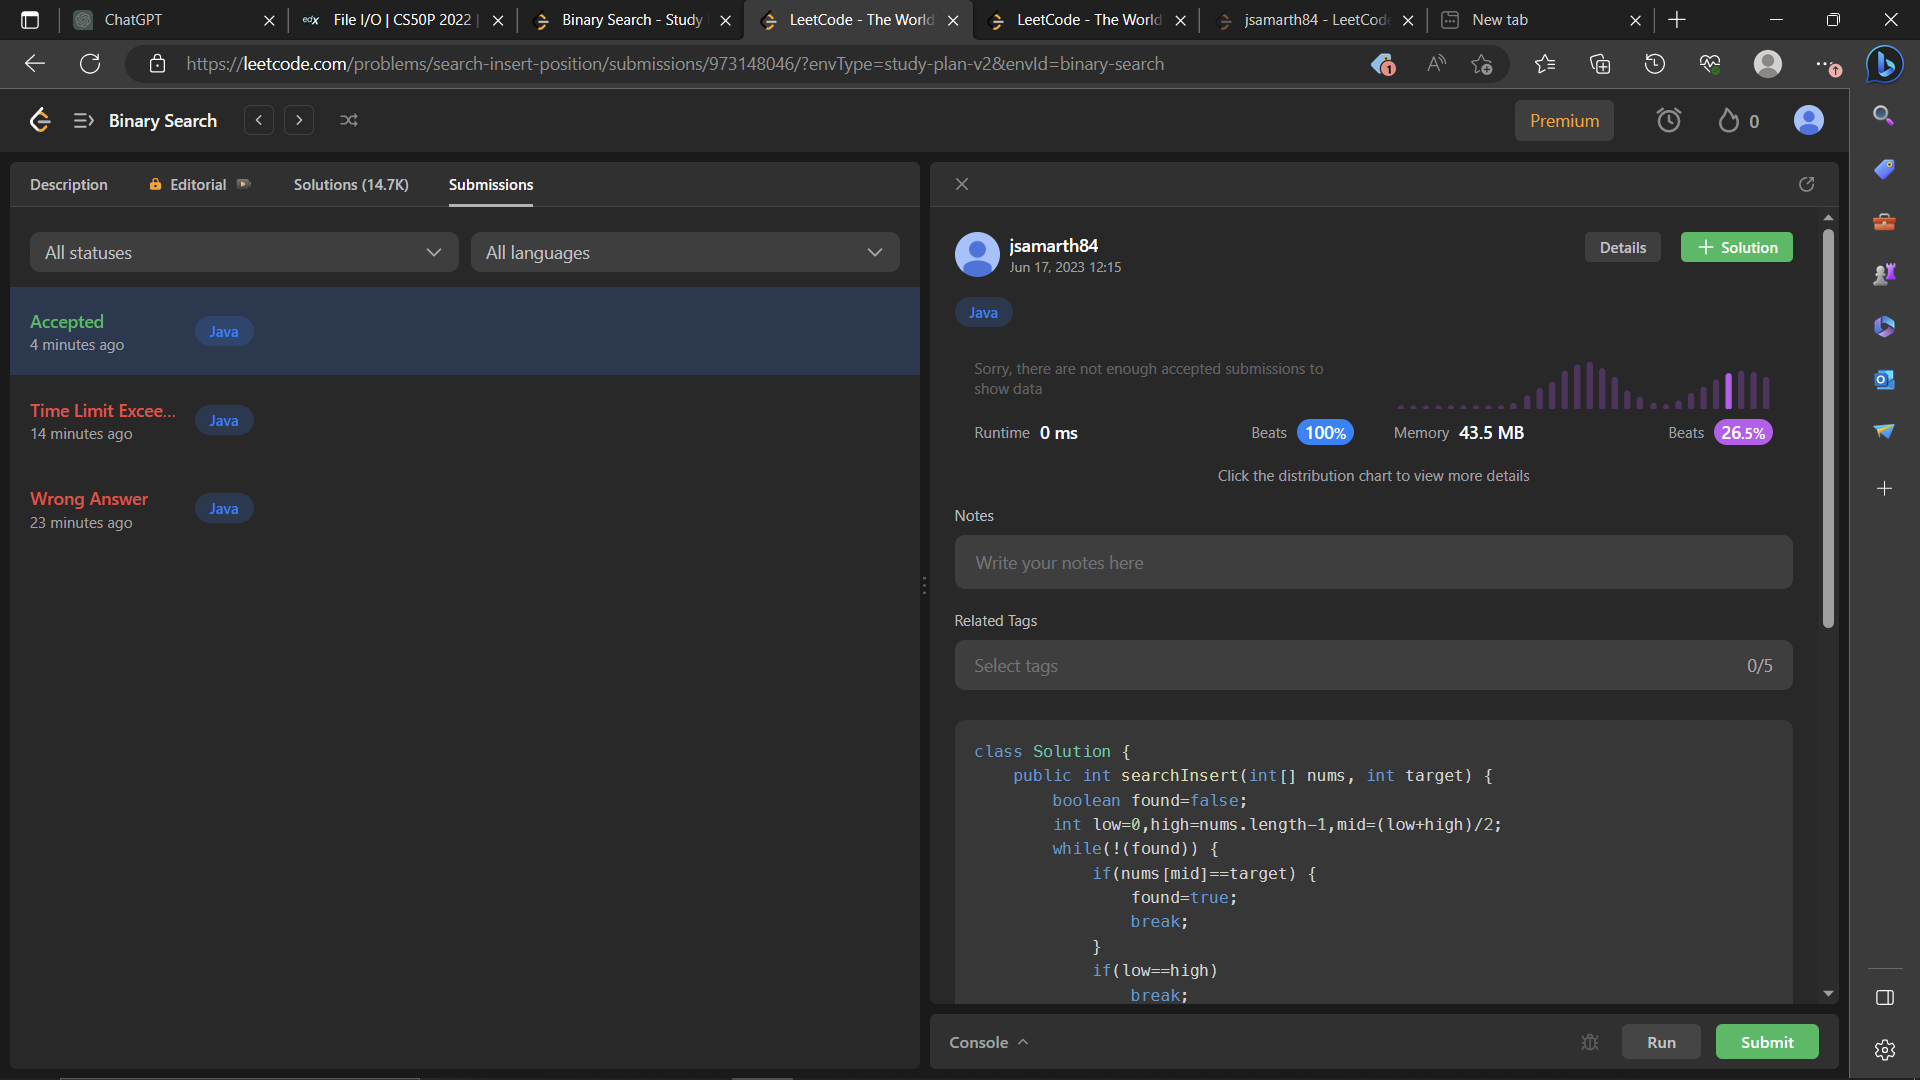 ChatGPT
edX File I/O | CS50P 2022 |
Binary Search - Study
LeetCode - The World
LeetCode - The World
jsamarth84 - LeetCode
New tab
https://leetcode.com/problems/search-insert-position/submissions/973148046/?envType=study-plan-v2&envId=binary-search
1
Binary Search
Premium
0
Description
Editorial
Solutions (14.7K)
Submissions
All statuses
All languages
Accepted
4 minutes ago
Java
Time Limit Excee...
14 minutes ago
Java
Wrong Answer
23 minutes ago
Java
jsamarth84
Jun 17, 2023 12:15
Details
+ Solution
Java
Sorry, there are not enough accepted submissions to
show data
Runtime 0 ms
Beats 100%
Memory 43.5 MB
Beats 26.5%
Click the distribution chart to view more details
Notes
Write your notes here
Related Tags
Select tags
0/5
class Solution {
public int searchInsert(int[] nums, int target) {
boolean found=false;
int low=0,high=nums.length-1,mid=(low+high)/2;
while(!(found)) {
if(nums[mid]==target) {
found=true;
break;
}
if(low==high)
break;
Console
Run
Submit